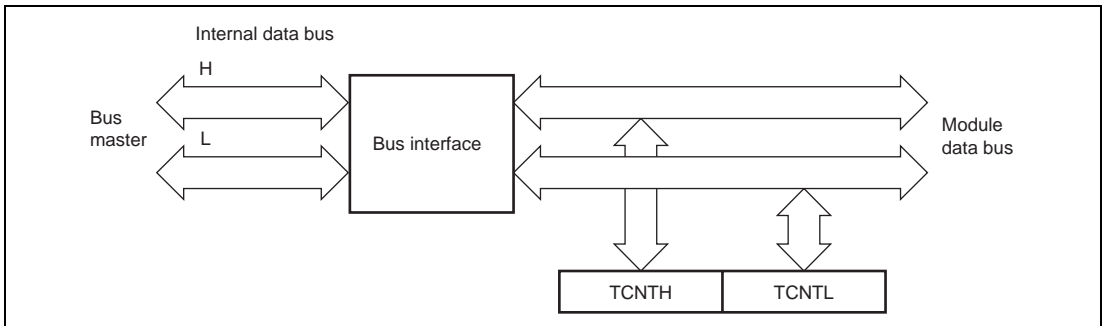 Internal data bus
H
Bus
master
L
Bus interface
Module
data bus
TCNTH
TCNTL